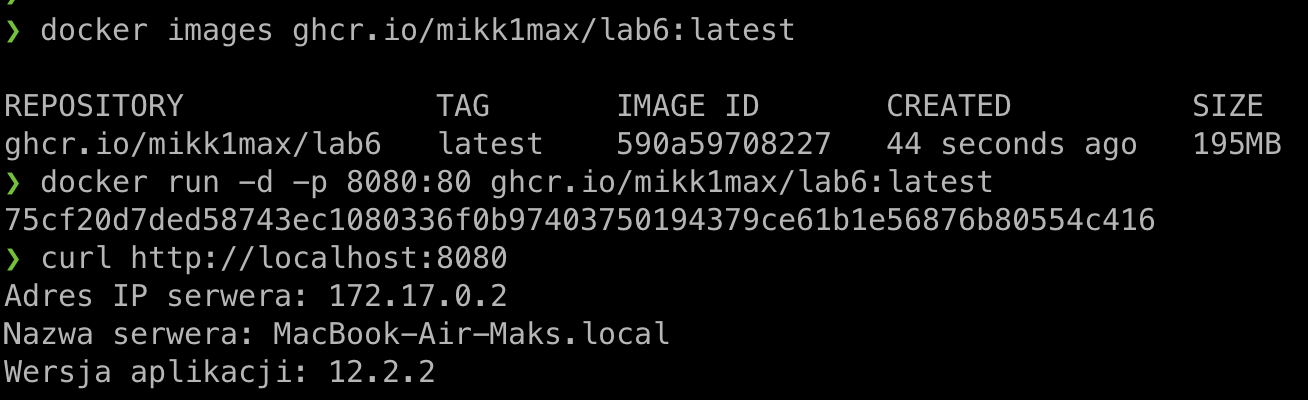 ❯ docker images ghcr.io/mikk1max/lab6:latest
REPOSITORY TAG IMAGE ID CREATED SIZE
ghcr.io/mikk1max/lab6 latest 590a59708227 44 seconds ago 195MB
❯ docker run -d -p 8080:80 ghcr.io/mikk1max/lab6:latest
75cf20d7ded58743ec1080336f0b97403750194379ce61b1e56876b80554c416
❯ curl http://localhost:8080
Adres IP serwera: 172.17.0.2
Nazwa serwera: MacBook-Air-Maks.local
Wersja aplikacji: 12.2.2